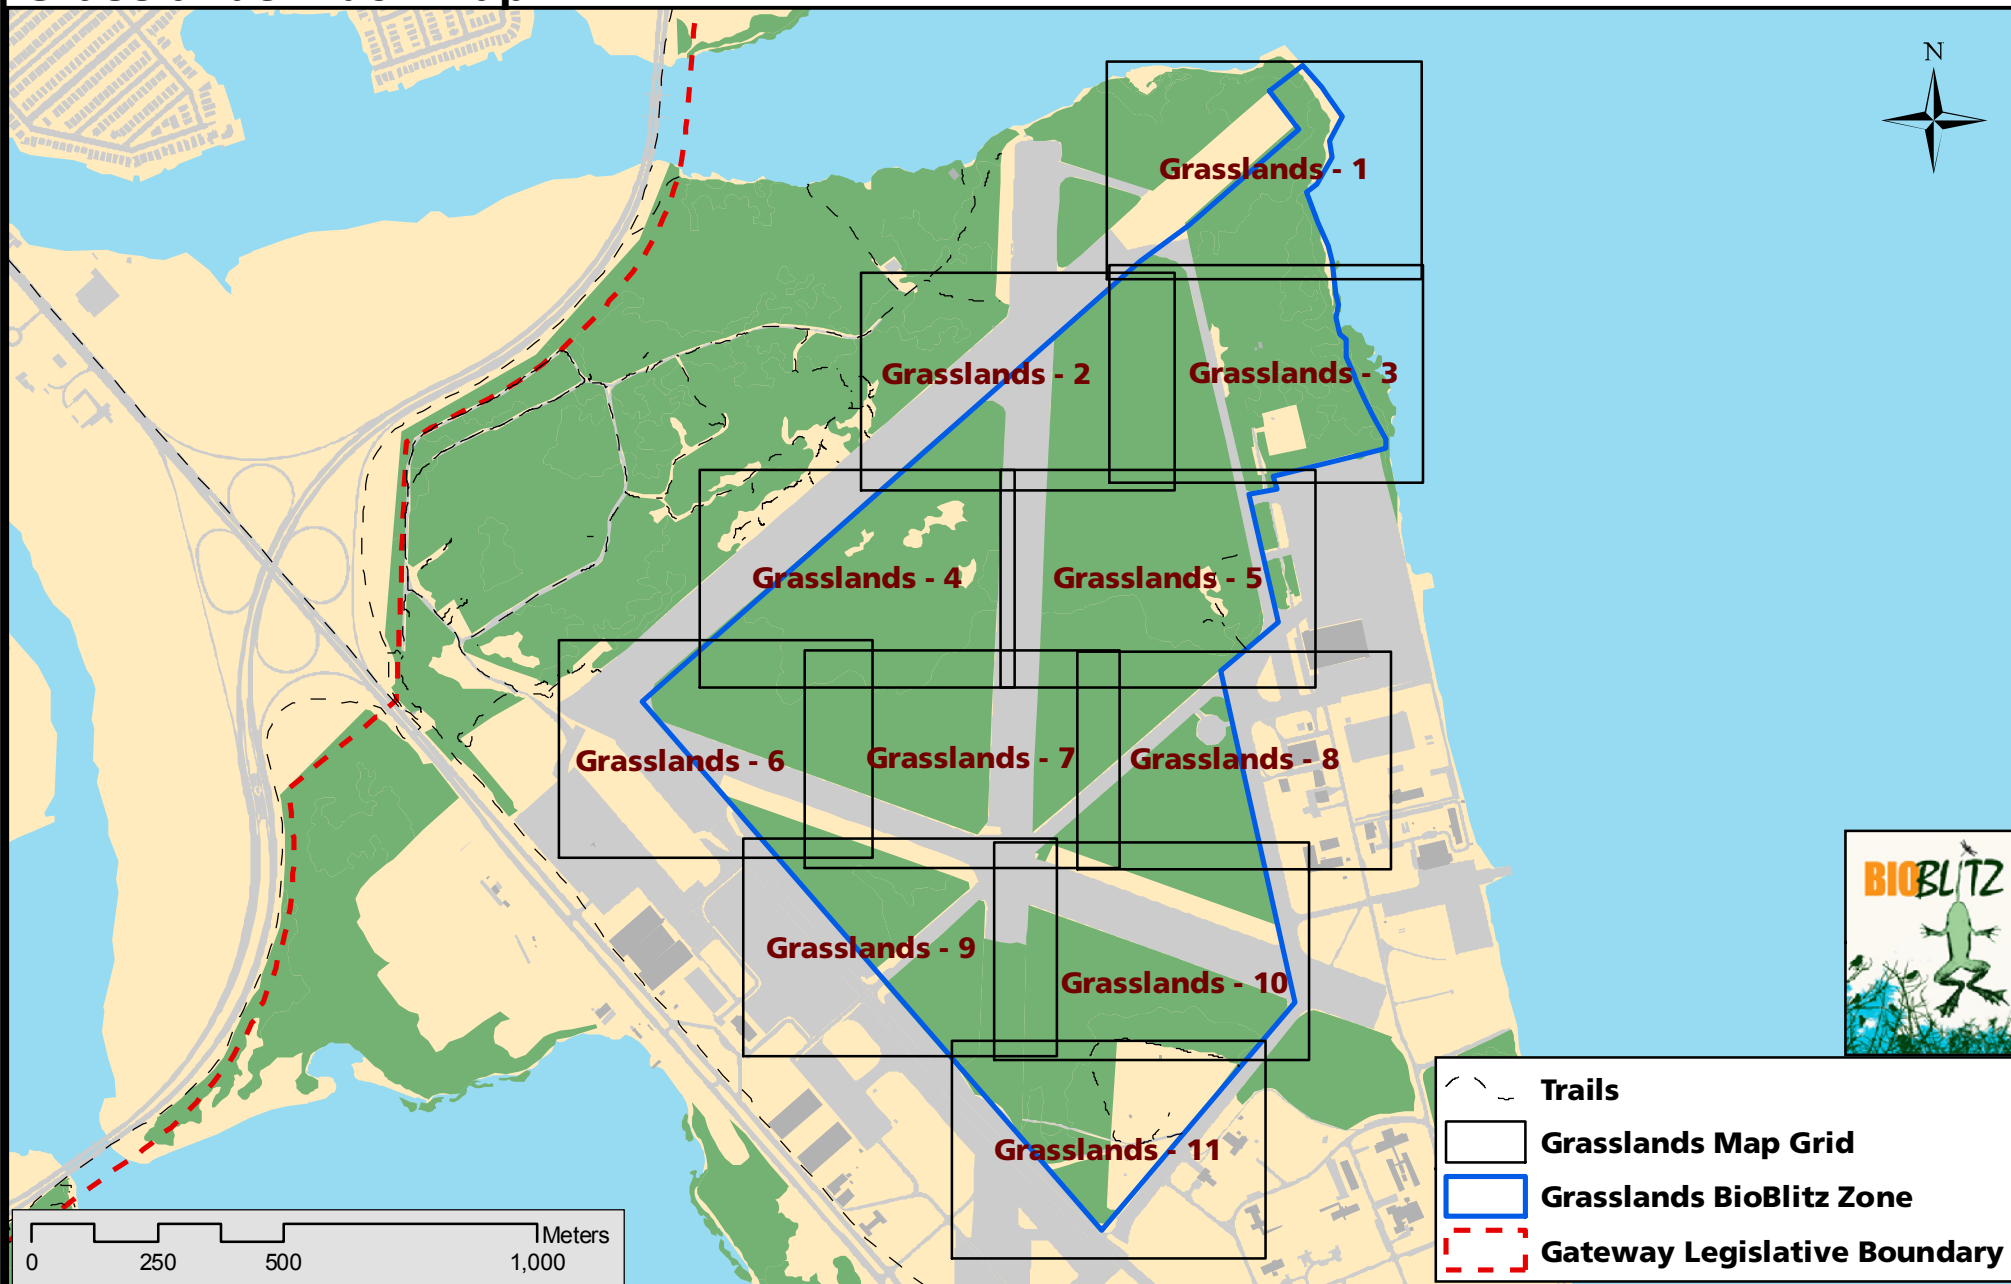 N
Grasslands - 1
Grasslands - 2
Grasslands - 3
Grasslands - 4
Grasslands - 5
Grasslands - 6
Grasslands - 7
Grasslands - 8
Grasslands - 9
Grasslands - 10
Grasslands - 11
BIOBLITZ
Trails
Grasslands Map Grid
Grasslands BioBlitz Zone
Gateway Legislative Boundary
Meters
0 250 500 1,000